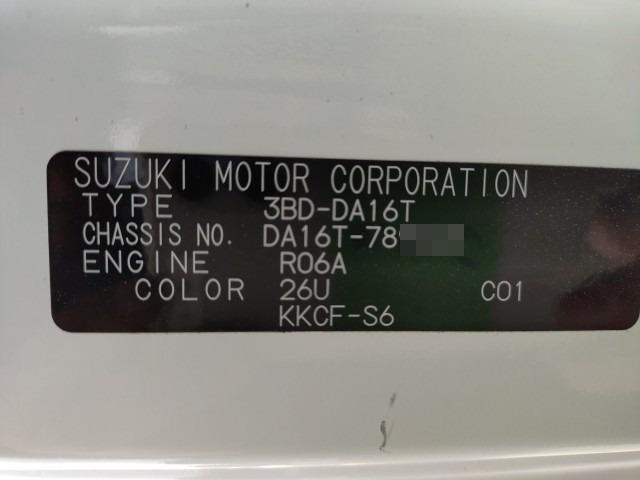 SUZUKI MOTOR CORPORATION
TYPE 3BD-DA16T
CHASSIS NO. DA16T-78
ENGINE R06A
COLOR 26U C01
KKCF-S6